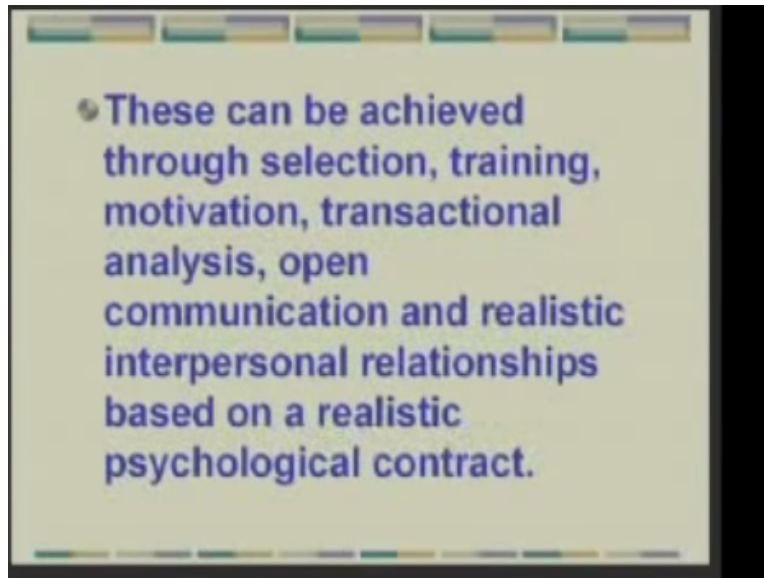 These can be achieved
through selection, training,
motivation, transactional
analysis, open
communication and realistic
interpersonal relationships
based on a realistic
psychological contract.